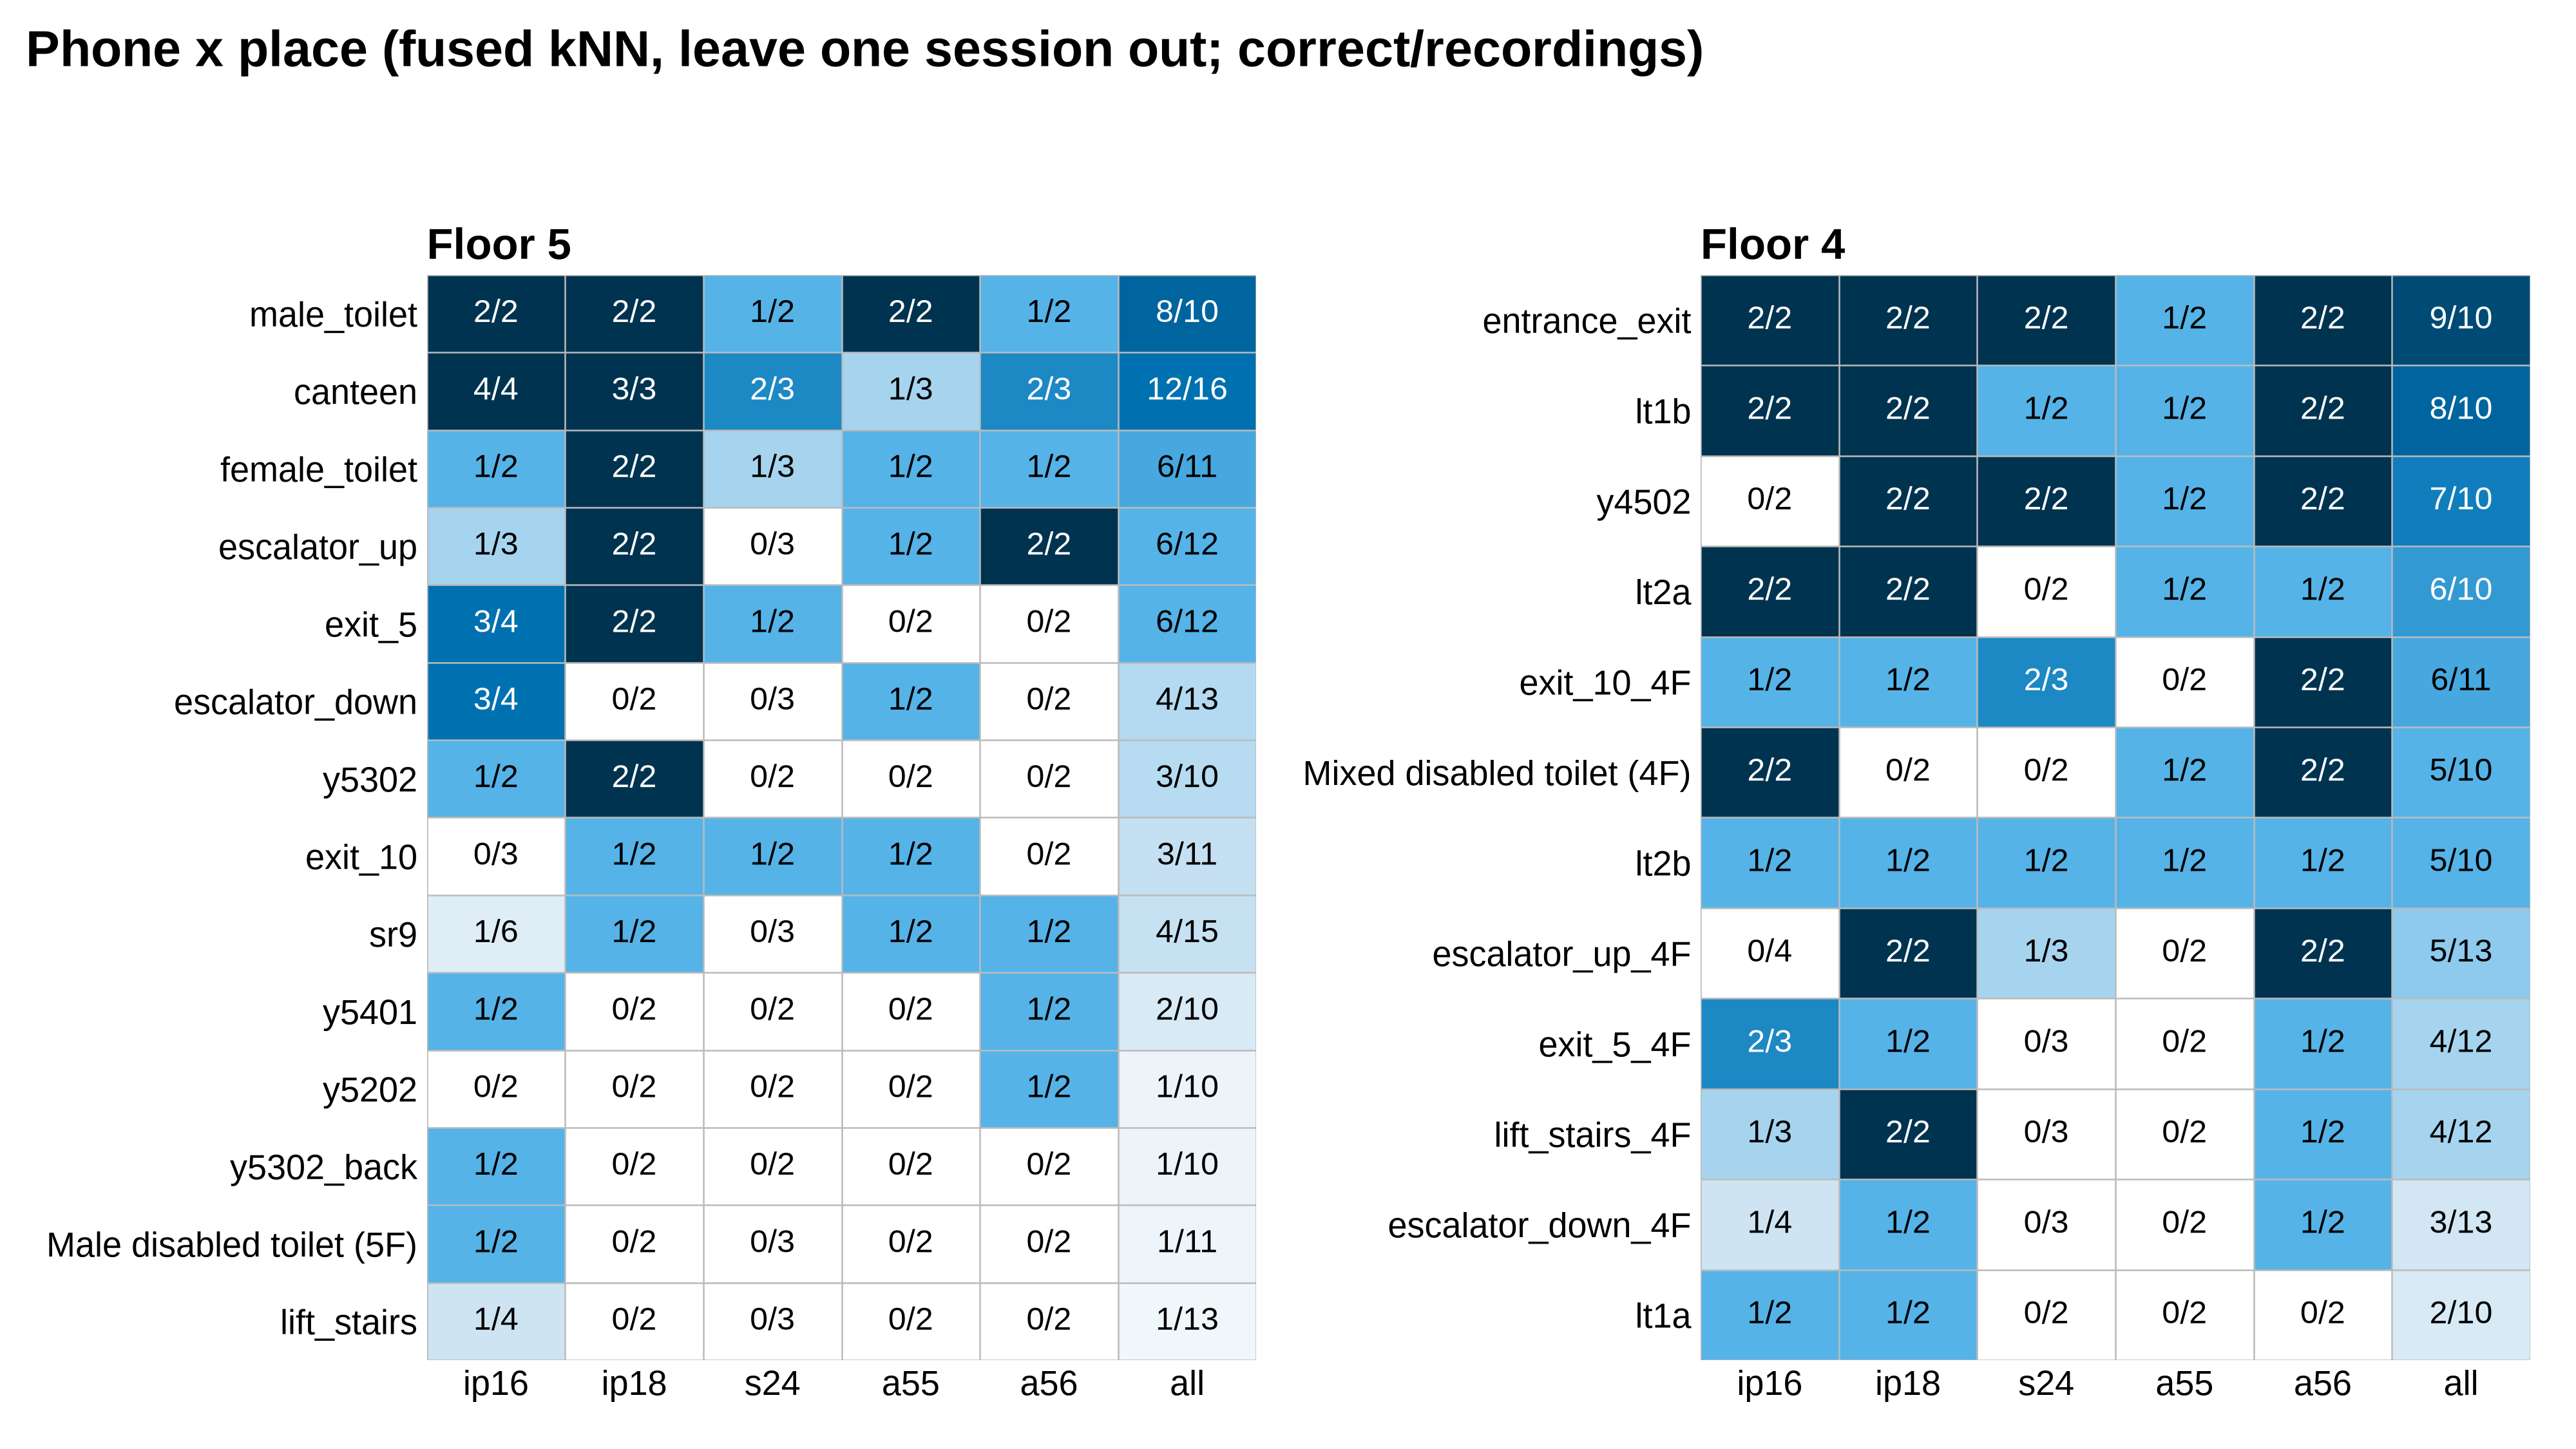 Phone x place (fused kNN, leave one session out; correct/recordings)
Floor 5
male_toilet 2/2 2/2 1/2 2/2 1/2 8/10
canteen 4/4 3/3 2/3 1/3 2/3 12/16
female_toilet 1/2 2/2 1/3 1/2 1/2 6/11
escalator_up 1/3 2/2 0/3 1/2 2/2 6/12
exit_5 3/4 2/2 1/2 0/2 0/2 6/12
escalator_down 3/4 0/2 0/3 1/2 0/2 4/13
y5302 1/2 2/2 0/2 0/2 0/2 3/10
exit_10 0/3 1/2 1/2 1/2 0/2 3/11
sr9 1/6 1/2 0/3 1/2 1/2 4/15
y5401 1/2 0/2 0/2 0/2 1/2 2/10
y5202 0/2 0/2 0/2 0/2 1/2 1/10
y5302_back 1/2 0/2 0/2 0/2 0/2 1/10
Male disabled toilet (5F) 1/2 0/2 0/3 0/2 0/2 1/11
lift_stairs 1/4 0/2 0/3 0/2 0/2 1/13
ip16 ip18 s24 a55 a56 all
Floor 4
entrance_exit 2/2 2/2 2/2 1/2 2/2 9/10
lt1b 2/2 2/2 1/2 1/2 2/2 8/10
y4502 0/2 2/2 2/2 1/2 2/2 7/10
lt2a 2/2 2/2 0/2 1/2 1/2 6/10
exit_10_4F 1/2 1/2 2/3 0/2 2/2 6/11
Mixed disabled toilet (4F) 2/2 0/2 0/2 1/2 2/2 5/10
lt2b 1/2 1/2 1/2 1/2 1/2 5/10
escalator_up_4F 0/4 2/2 1/3 0/2 2/2 5/13
exit_5_4F 2/3 1/2 0/3 0/2 1/2 4/12
lift_stairs_4F 1/3 2/2 0/3 0/2 1/2 4/12
escalator_down_4F 1/4 1/2 0/3 0/2 1/2 3/13
lt1a 1/2 1/2 0/2 0/2 0/2 2/10
ip16 ip18 s24 a55 a56 all